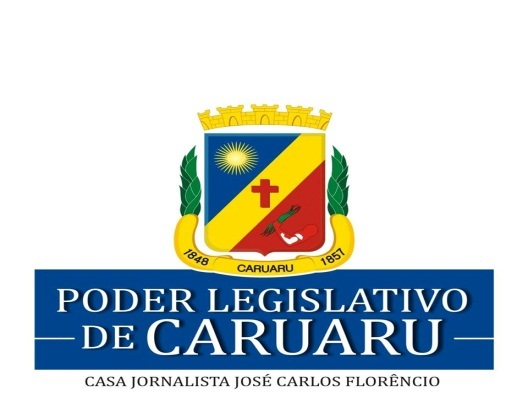 1848 CARUARU 1857
PODER LEGISLATIVO
DE CARUARU
CASA JORNALISTA JOSÉ CARLOS FLORÊNCIO